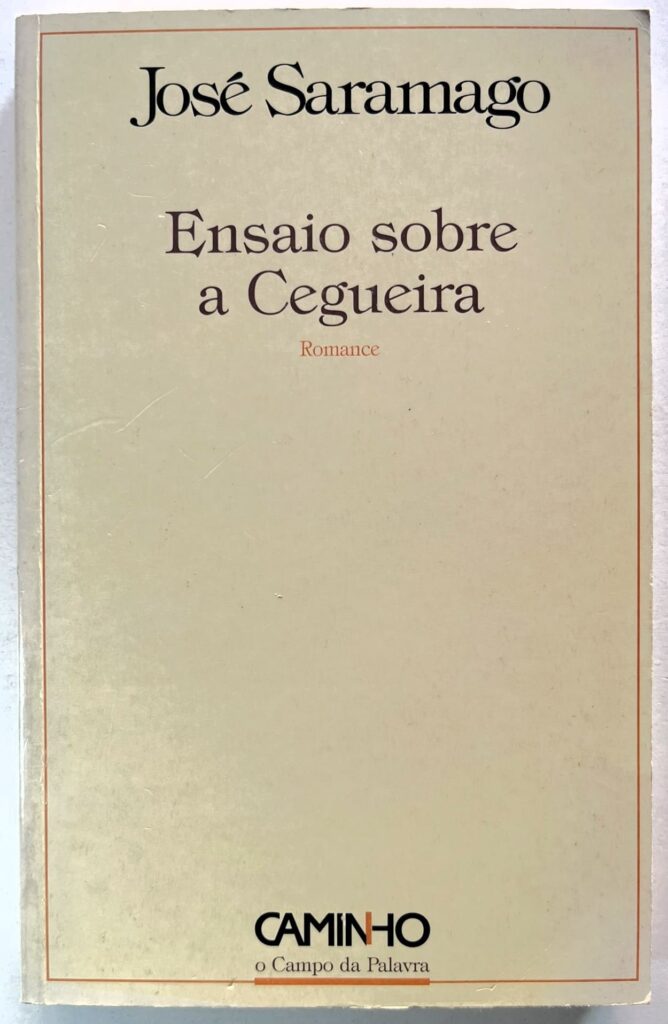 José Saramago
Ensaio sobre
a Cegueira
Romance
CAMINHO
o Campo da Palavra